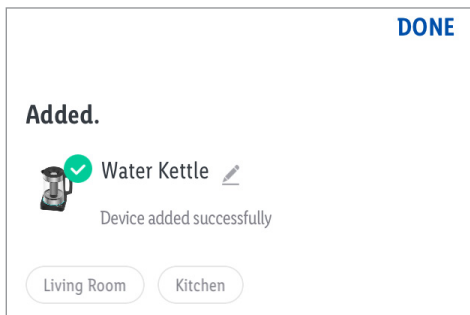 DONE
Added.
Water Kettle
Device added successfully
Living Room Kitchen